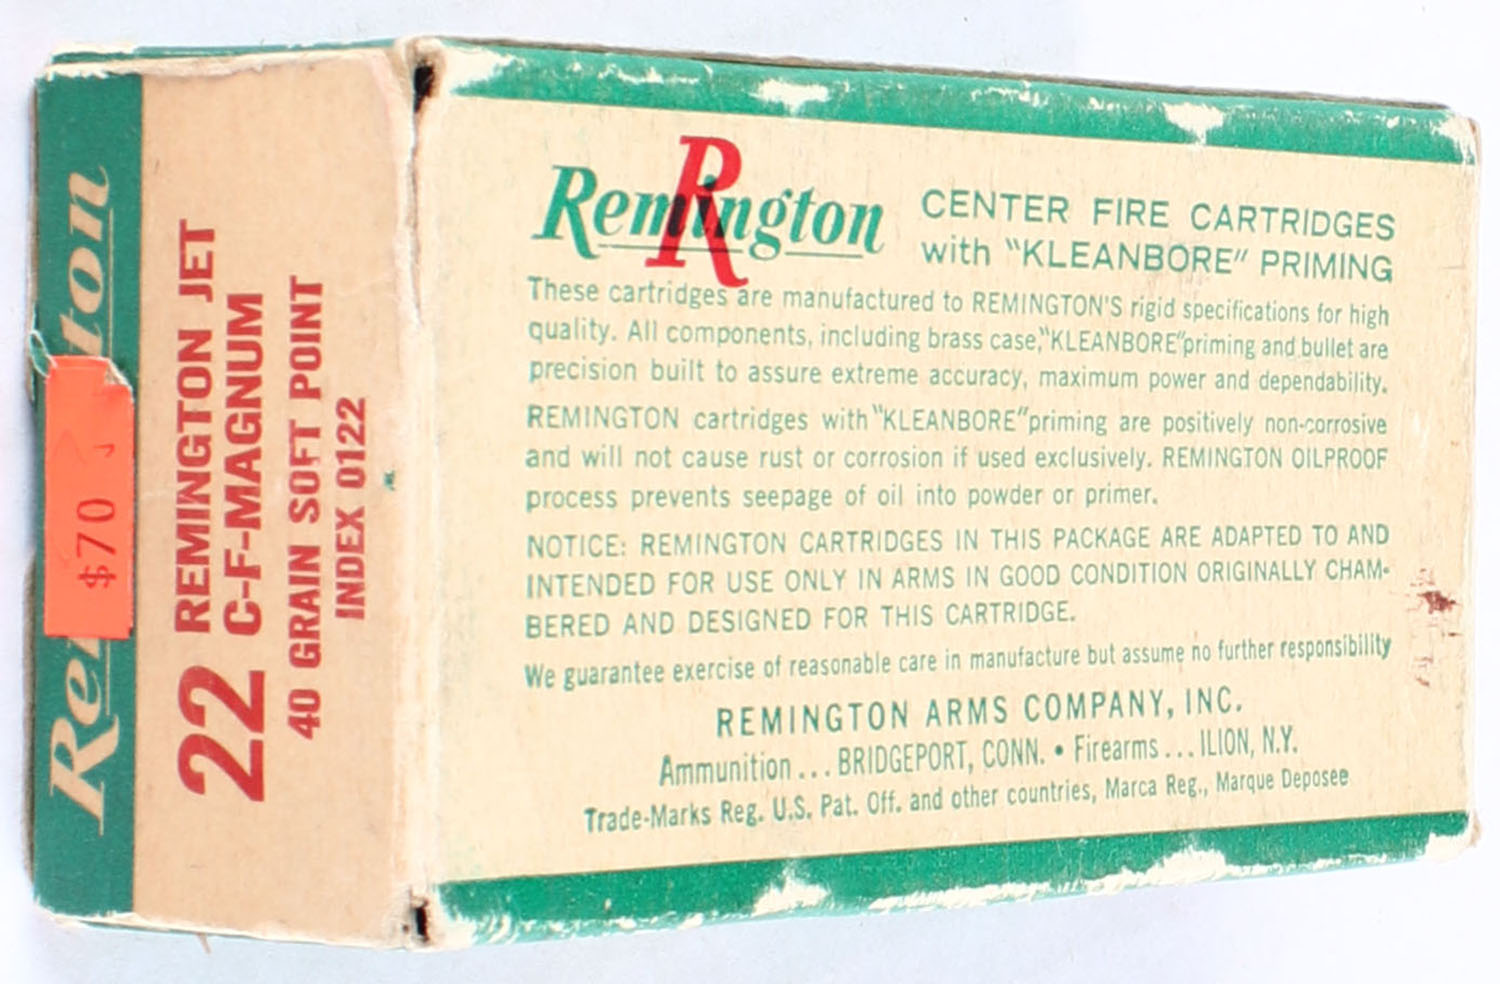 Remington
$70
22 REMINGTON JET
C-F-MAGNUM
40 GRAIN SOFT POINT
INDEX 0122
Remington
R
CENTER FIRE CARTRIDGES
with "KLEANBORE" PRIMING
These cartridges are manufactured to REMINGTON'S rigid specifications for high
quality. All components, including brass case,"KLEANBORE"priming and bullet are
precision built to assure extreme accuracy, maximum power and dependability.
REMINGTON cartridges with "KLEANBORE"priming are positively non-corrosive
and will not cause rust or corrosion if used exclusively. REMINGTON OILPROOF
process prevents seepage of oil into powder or primer.
NOTICE: REMINGTON CARTRIDGES IN THIS PACKAGE ARE ADAPTED TO AND
INTENDED FOR USE ONLY IN ARMS IN GOOD CONDITION ORIGINALLY CHAM-
BERED AND DESIGNED FOR THIS CARTRIDGE.
We guarantee exercise of reasonable care in manufacture but assume no further responsibility
REMINGTON ARMS COMPANY, INC.
Ammunition ... BRIDGEPORT, CONN. • Firearms ... ILION, N.Y.
Trade-Marks Reg. U.S. Pat. Off. and other countries, Marca Reg., Marque Deposee